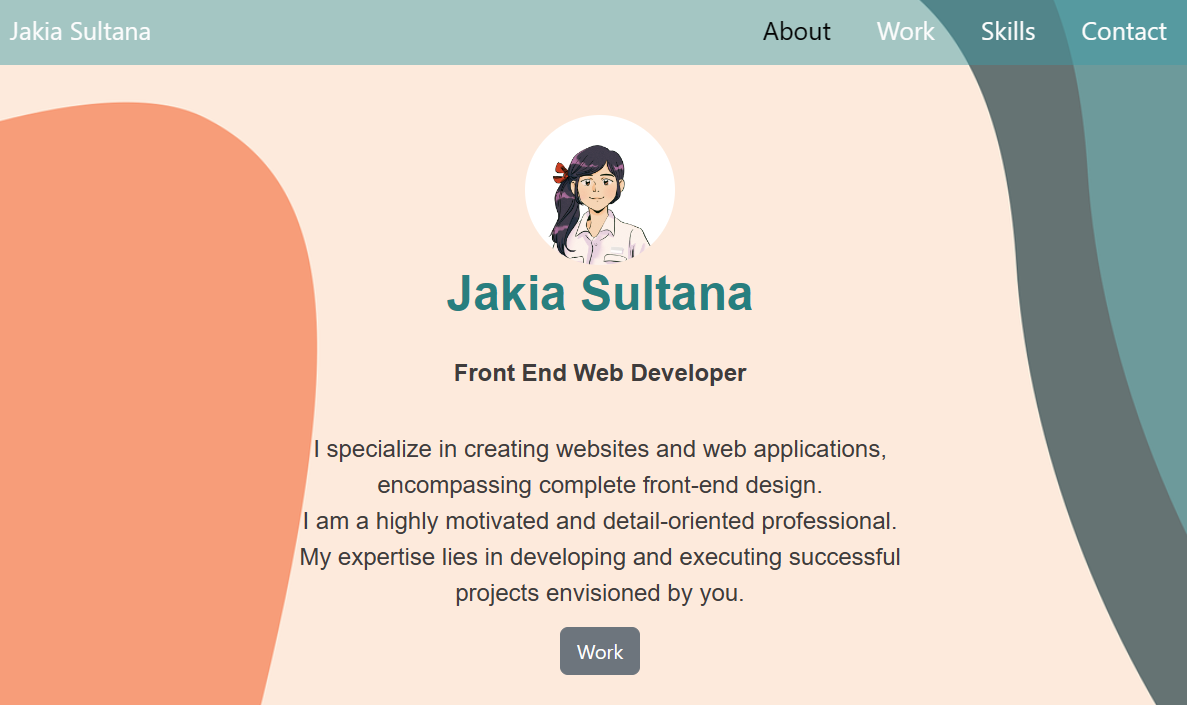 Jakia Sultana
About Work Skills Contact
Jakia Sultana
Front End Web Developer
I specialize in creating websites and web applications,
encompassing complete front-end design.
I am a highly motivated and detail-oriented professional.
My expertise lies in developing and executing successful
projects envisioned by you.
Work